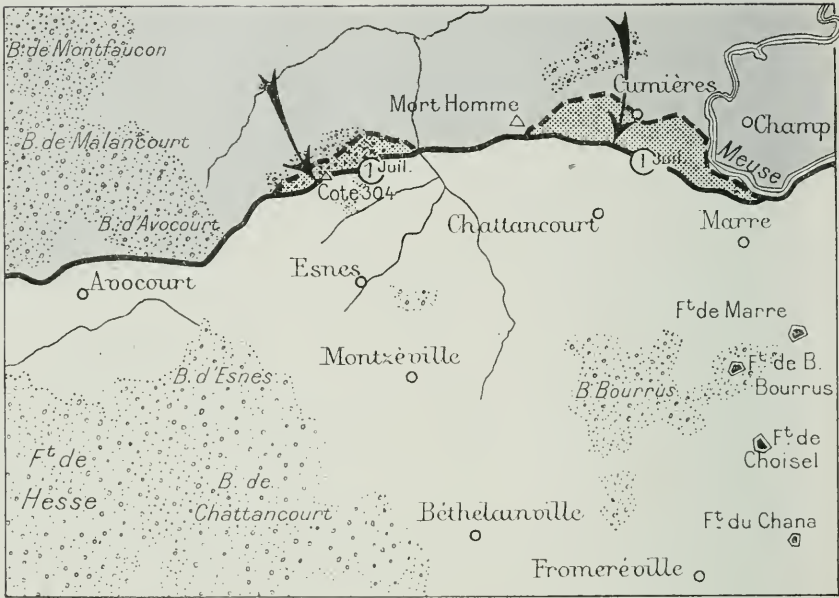 B. de Montfaucon
Cumières
Mort Homme
Champ
B. de Malancourt
Meuse
1 Juil.
1 Juil.
Côte 304
B. d'Avocourt
Chattancourt
Marre
Avocourt
Esnes
Ft de Marre
Montzéville
B. d'Esnes
Ft de B.
Bourrus
B. Bourrus
Ft de
Hesse
B. de
Chattancourt
Ft de
Choisel
Béthelainville
Ft du Chana
Fromeréville